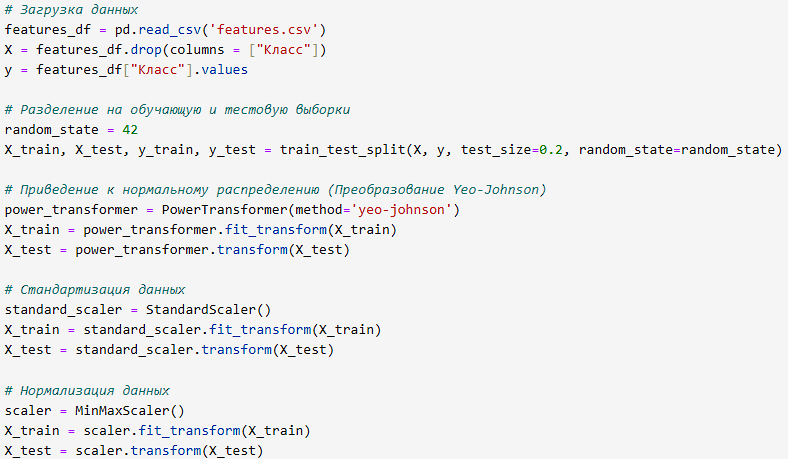 # Загрузка данных
features_df = pd.read_csv('features.csv')
X = features_df.drop(columns = ["Класс"])
y = features_df["Класс"].values
# Разделение на обучающую и тестовую выборки
random_state = 42
X_train, X_test, y_train, y_test = train_test_split(X, y, test_size=0.2, random_state=random_state)
# Приведение к нормальному распределению (Преобразование Yeo-Johnson)
power_transformer = PowerTransformer(method='yeo-johnson')
X_train = power_transformer.fit_transform(X_train)
X_test = power_transformer.transform(X_test)
# Стандартизация данных
standard_scaler = StandardScaler()
X_train = standard_scaler.fit_transform(X_train)
X_test = standard_scaler.transform(X_test)
# Нормализация данных
scaler = MinMaxScaler()
X_train = scaler.fit_transform(X_train)
X_test = scaler.transform(X_test)